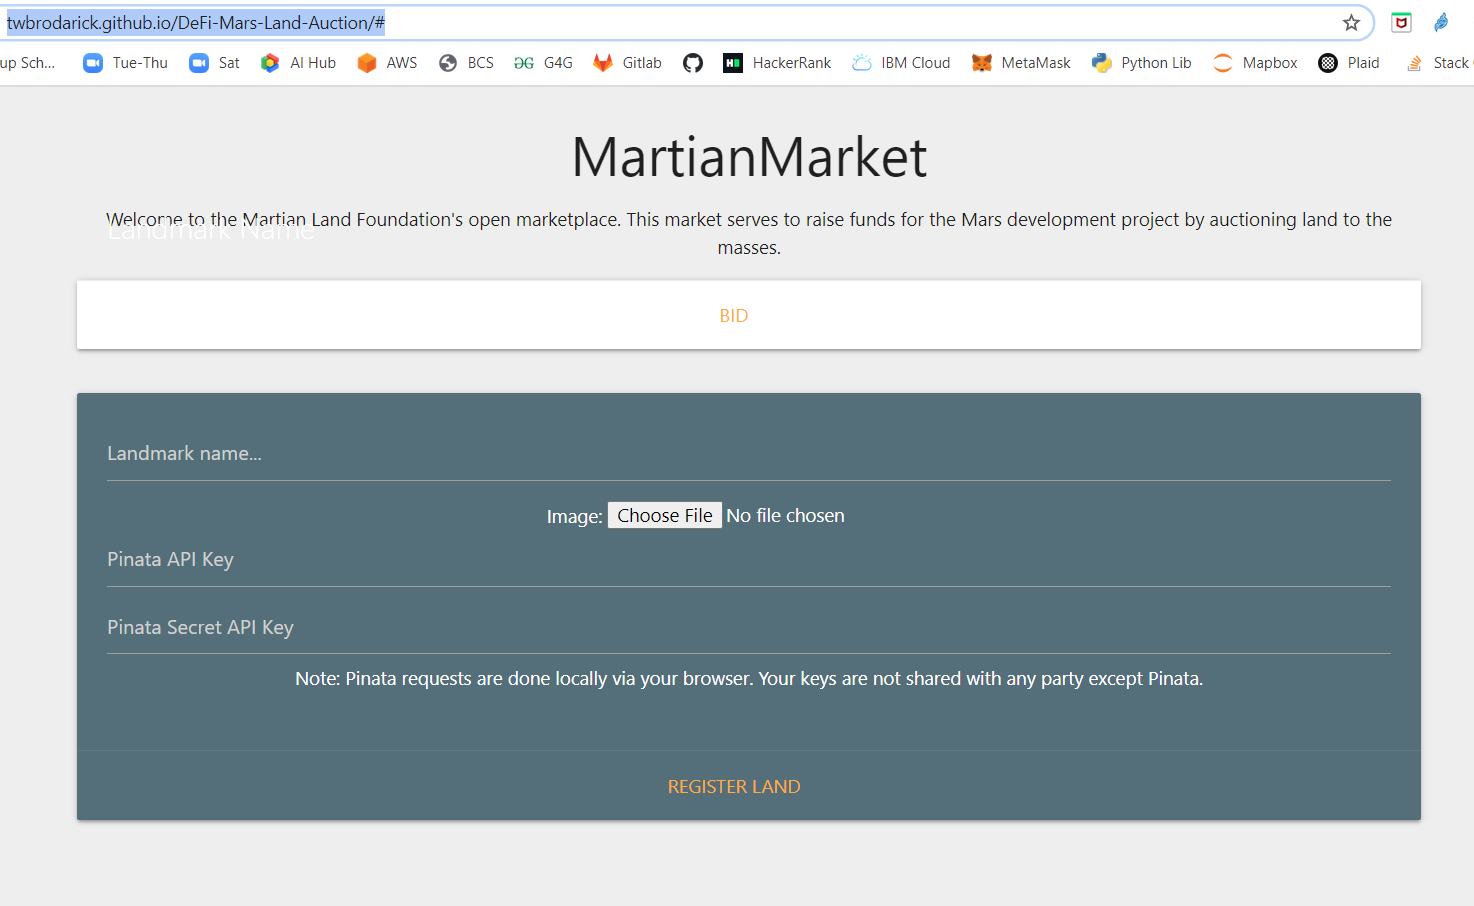 twbrodarick.github.io/DeFi-Mars-Land-Auction/#
up Sch... Tue-Thu Sat AI Hub AWS BCS G4G Gitlab HackerRank IBM Cloud MetaMask Python Lib Mapbox Plaid Stack
MartianMarket
Welcome to the Martian Land Foundation's open marketplace. This market serves to raise funds for the Mars development project by auctioning land to the
Landmark Name
masses.
BID
Landmark name...
Image: Choose File No file chosen
Pinata API Key
Pinata Secret API Key
Note: Pinata requests are done locally via your browser. Your keys are not shared with any party except Pinata.
REGISTER LAND